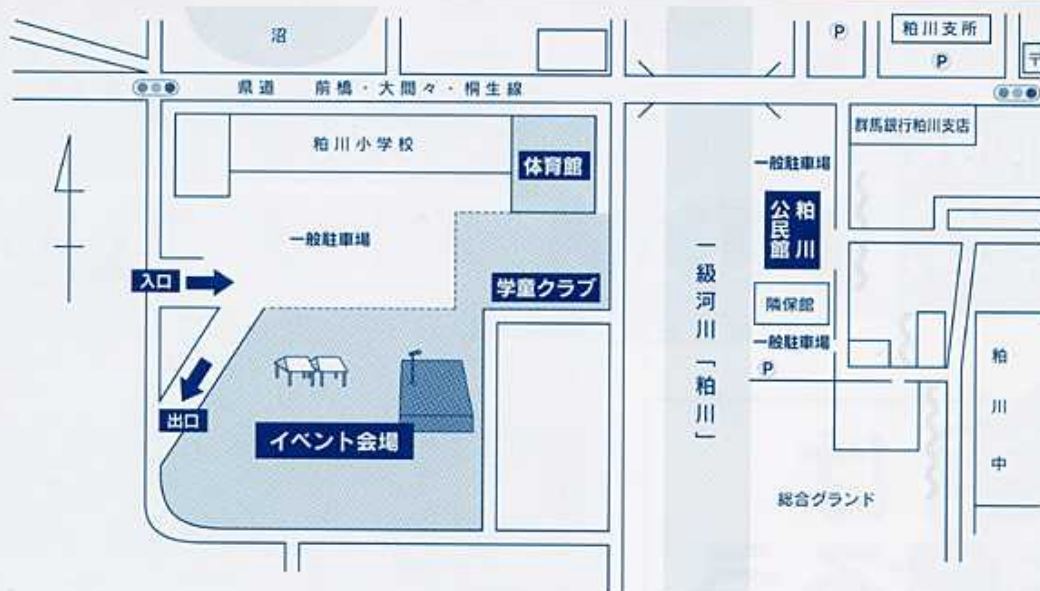 沼
Ⓟ
粕川支所
Ⓟ
〒
県道 前橋・大間々・桐生線
群馬銀行粕川支店
粕川小学校
体育館
一般駐車場
粕川
公民館
一般駐車場
入口
学童クラブ
一級河川「粕川」
隣保館
一般駐車場
Ⓟ
出口
イベント会場
粕川中
総合グランド